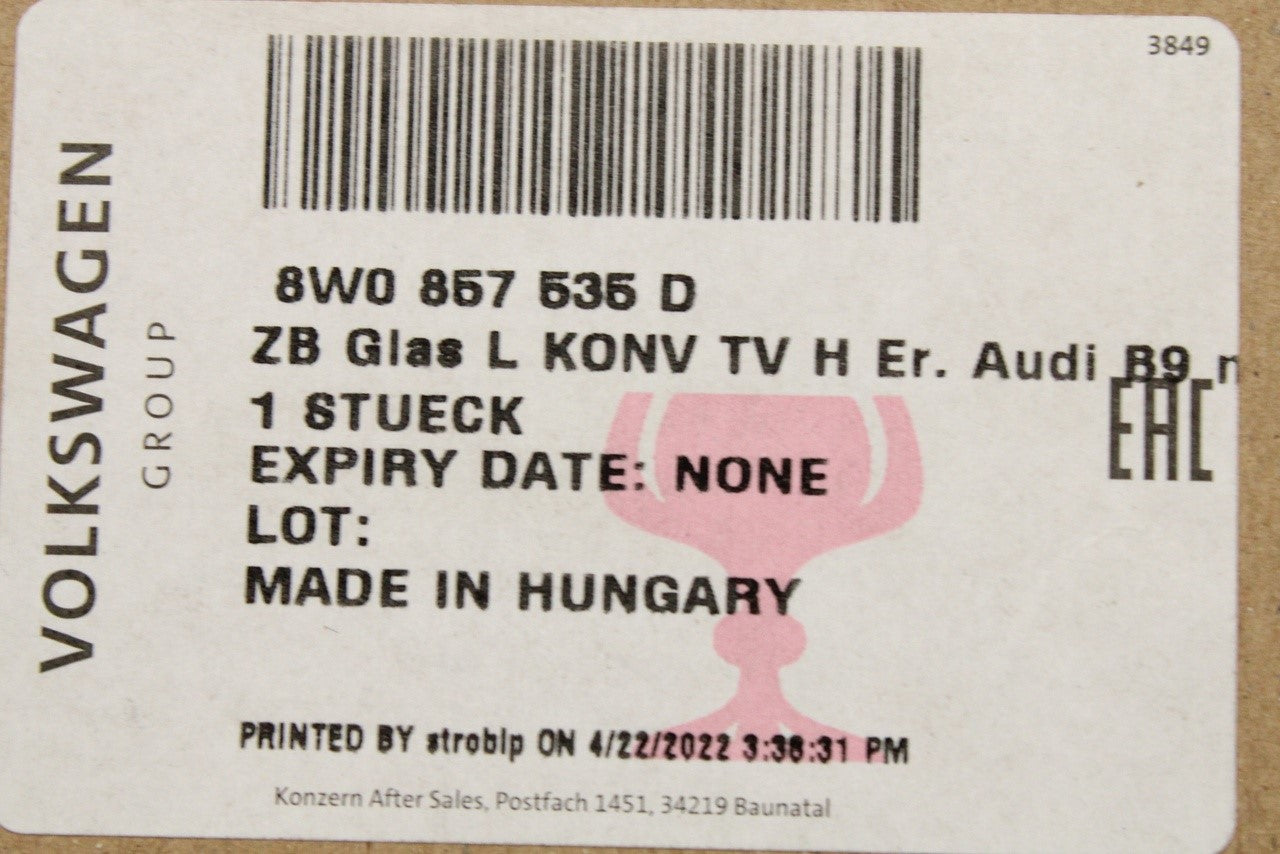 3849
VOLKSWAGEN
GROUP
8W0 857 535 D
ZB Glas L KONV TV H Er. Audi B9 n
EAC
1 STUECK
EXPIRY DATE: NONE
LOT:
MADE IN HUNGARY
PRINTED BY stroblp ON 4/22/2022 3:38:31 PM
Konzern After Sales, Postfach 1451, 34219 Baunatal